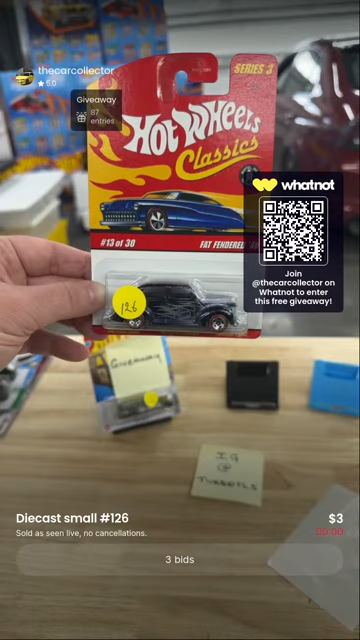 thecarcollector
5.0
Giveaway
87
entries
SERIES 3
Hot Wheels
Classics
#13 of 30
FAT FENDERED
126
whatnot
Join
@thecarcollector on
Whatnot to enter
this free giveaway!
Giveaway
IG
@
Diecast small #126
$3
Sold as seen live, no cancellations.
00:00
3 bids